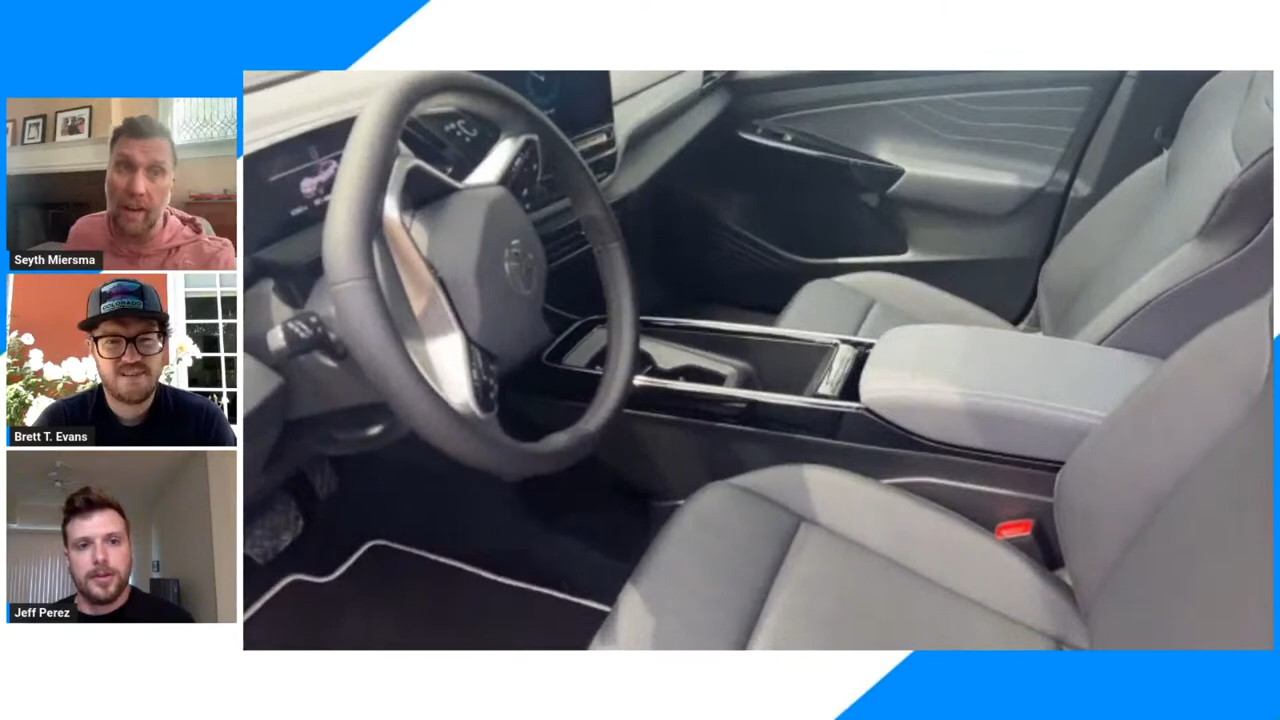 Seyth Miersma
COLORADO
Brett T. Evans
Jeff Perez
°C